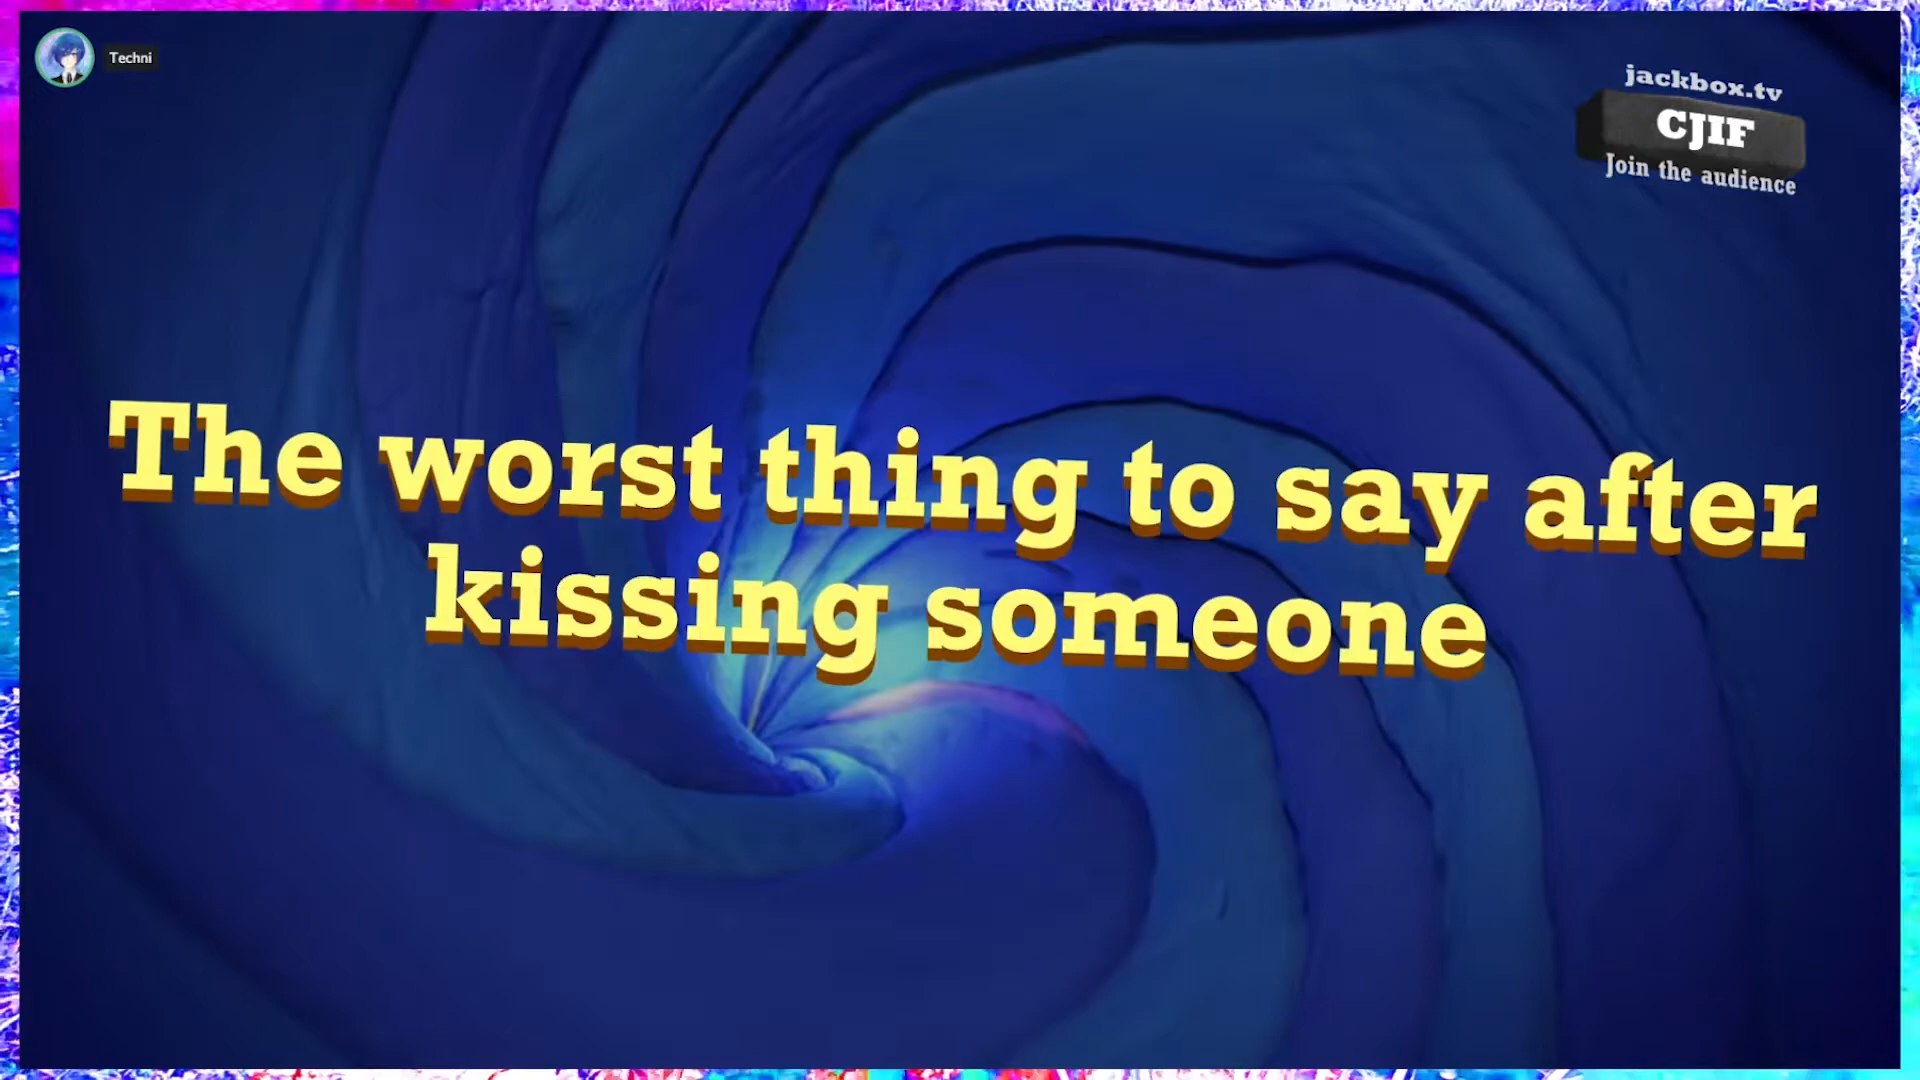 Techni
jackbox.tv
CJIF
Join the audience
The worst thing to say after
kissing someone